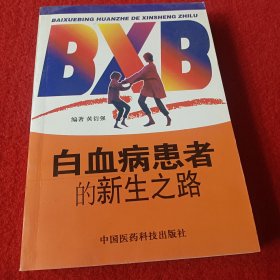 BAIXUEBING HUANZHE DE XINSHENG ZHILU
BXB
编著 黄衍强
白血病患者
的新生之路
中国医药科技出版社